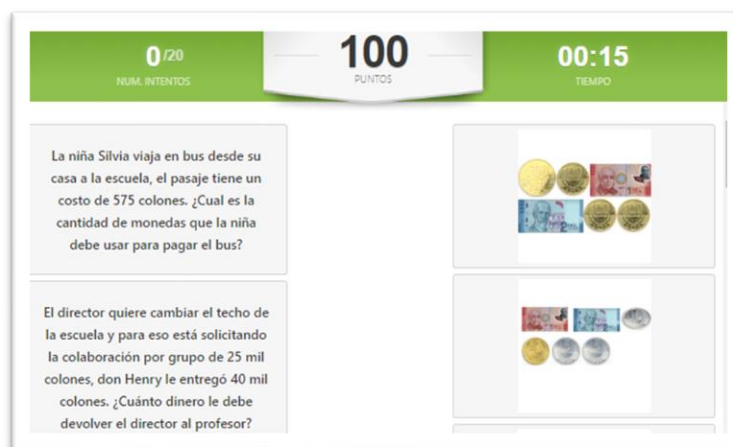 0/20
NUM. INTENTOS
100
PUNTOS
00:15
TIEMPO
La niña Silvia viaja en bus desde su
casa a la escuela, el pasaje tiene un
costo de 575 colones. ¿Cual es la
cantidad de monedas que la niña
debe usar para pagar el bus?
El director quiere cambiar el techo de
la escuela y para eso está solicitando
la colaboración por grupo de 25 mil
colones, don Henry le entregó 40 mil
colones. ¿Cuánto dinero le debe
devolver el director al profesor?